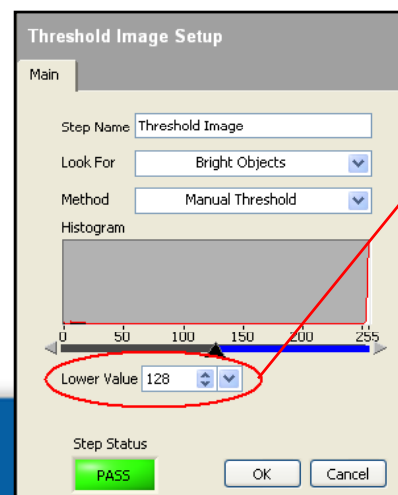 Threshold Image Setup
Main
Step Name Threshold Image
Look For Bright Objects
Method Manual Threshold
Histogram
0 50 100 150 200 255
Lower Value 128
Step Status
PASS OK Cancel